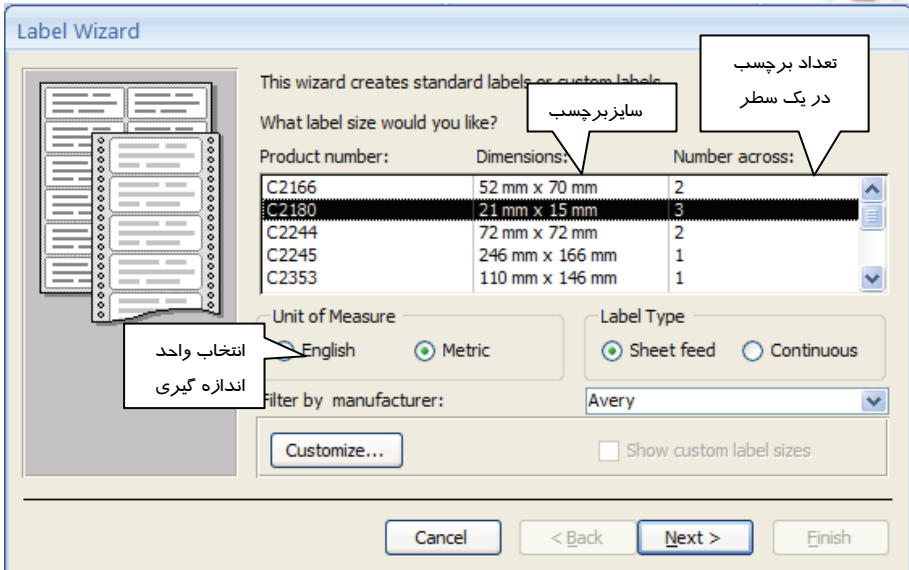 Label Wizard
تعداد برچسب
در یک سطر
This wizard creates standard labels or custom labels
سایزبرچسب
What label size would you like?
Product number: Dimensions: Number across:
C2166 52 mm x 70 mm 2
C2180 21 mm x 15 mm 3
C2244 72 mm x 72 mm 2
C2245 246 mm x 166 mm 1
C2353 110 mm x 146 mm 1
Unit of Measure Label Type
English Metric Sheet feed Continuous
انتخاب واحد
اندازه گیری
Filter by manufacturer: Avery
Customize... Show custom label sizes
Cancel < Back Next > Finish